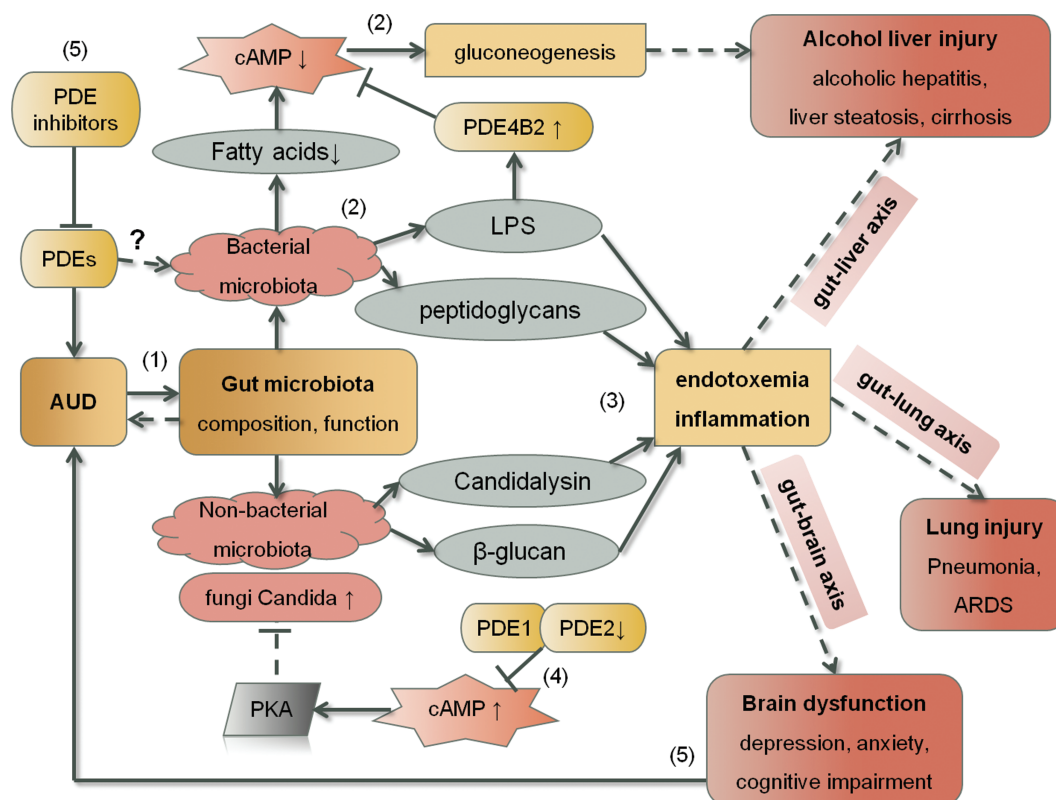 (5)
PDE
inhibitors
PDEs
?
AUD
(1)
cAMP ↓
(2)
gluconeogenesis
Alcohol liver injury
alcoholic hepatitis,
liver steatosis, cirrhosis
PDE4B2 ↑
Fatty acids↓
(2)
Bacterial
microbiota
LPS
peptidoglycans
gut-liver axis
Gut microbiota
composition, function
(3)
endotoxemia
inflammation
gut-lung axis
Non-bacterial
microbiota
Candidalysin
β-glucan
gut-brain axis
Lung injury
Pneumonia,
ARDS
fungi Candida ↑
PDE1
PDE2↓
(4)
PKA
cAMP ↑
(5)
Brain dysfunction
depression, anxiety,
cognitive impairment